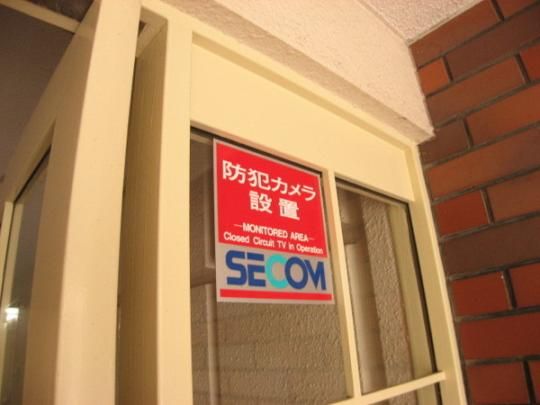 防犯カメラ
設置
—MONITORED AREA—
Closed Circuit TV in Operation
SECOM